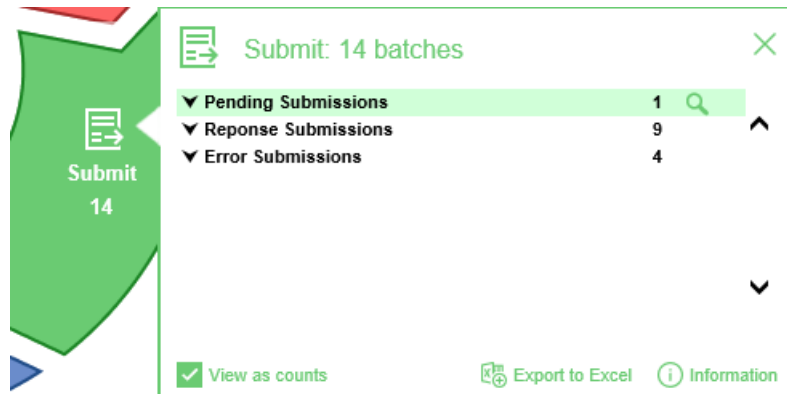 Submit: 14 batches
Pending Submissions 1
Reponse Submissions 9
Error Submissions 4
Submit
14
View as counts Export to Excel Information